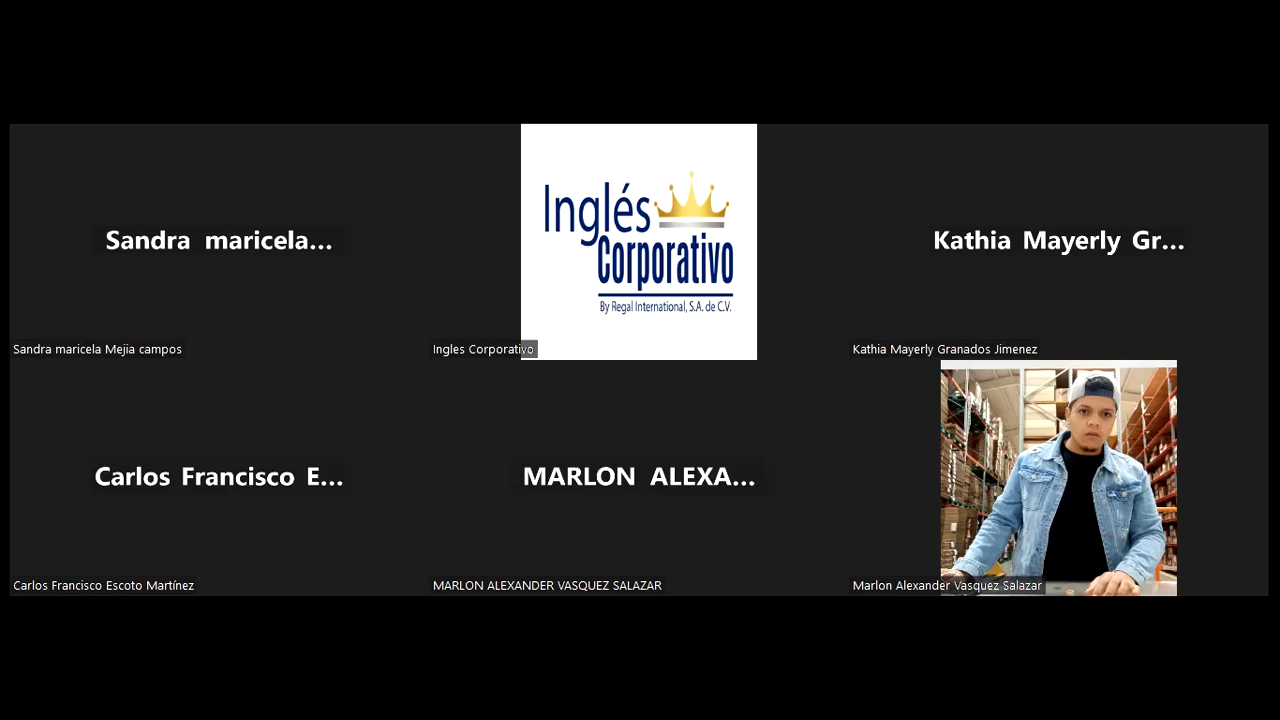 Sandra maricela...
Sandra maricela Mejia campos
Inglés
Corporativo
By Regal International, S.A. de C.V.
Ingles Corporativo
Kathia Mayerly Gr...
Kathia Mayerly Granados Jimenez
Carlos Francisco E...
Carlos Francisco Escoto Martínez
MARLON ALEXA...
MARLON ALEXANDER VASQUEZ SALAZAR
Marlon Alexander Vasquez Salazar